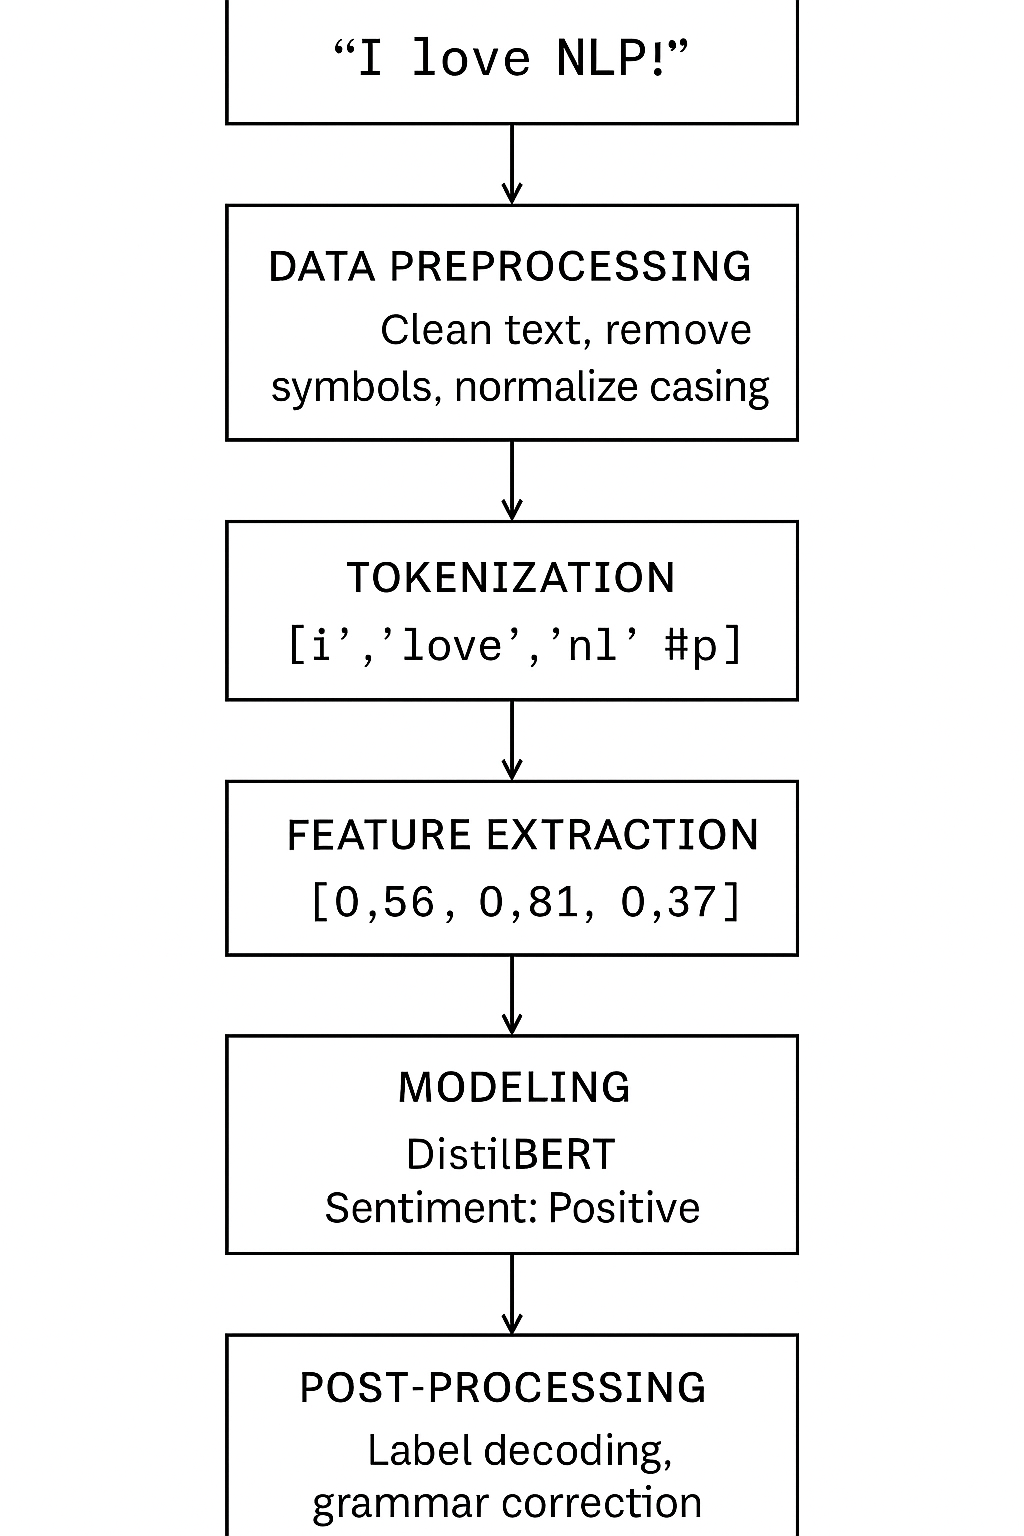 “I love NLP!”
DATA PREPROCESSING
Clean text, remove
symbols, normalize casing
TOKENIZATION
[i’,’love’,’nl’ #p]
FEATURE EXTRACTION
[0,56, 0,81, 0,37]
MODELING
DistilBERT
Sentiment: Positive
POST-PROCESSING
Label decoding,
grammar correction